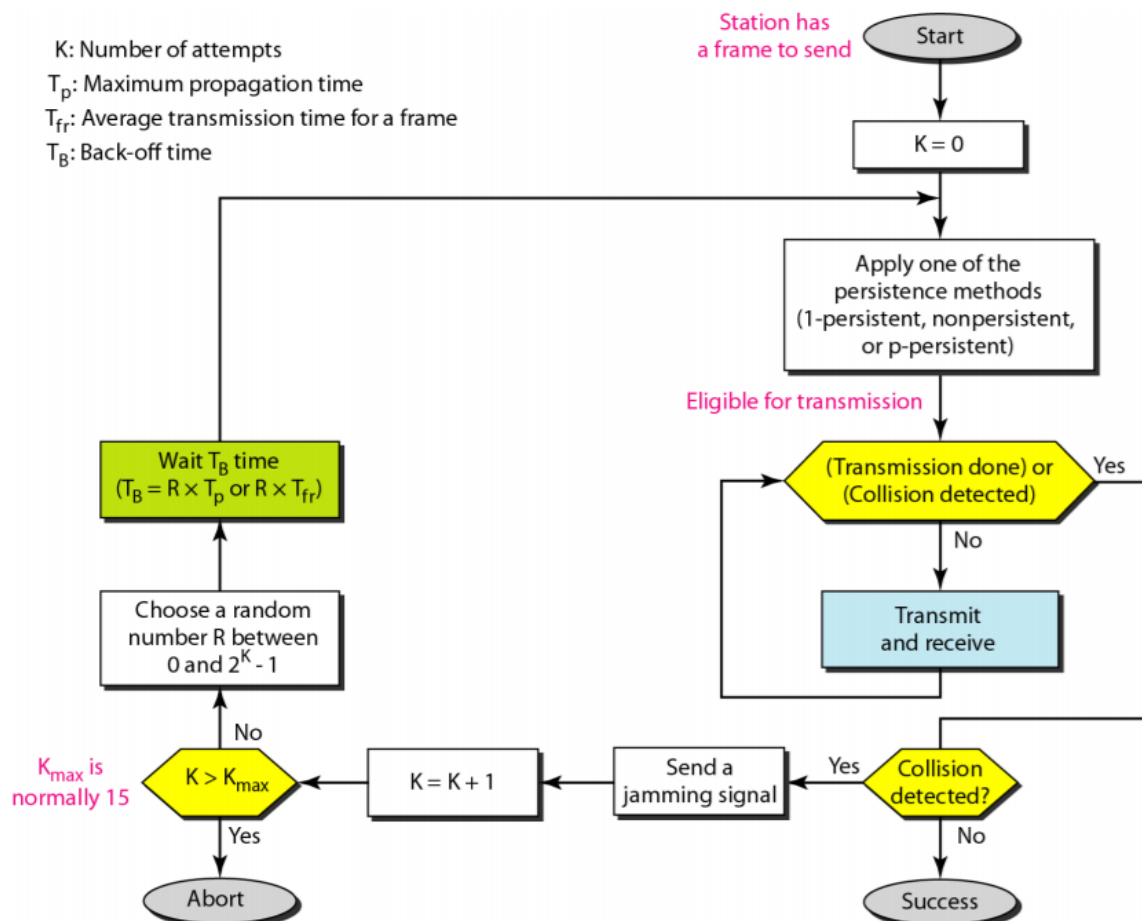 K: Number of attempts
Tp: Maximum propagation time
Tfr: Average transmission time for a frame
TB: Back-off time
Station has
a frame to send
Start
K = 0
Apply one of the
persistence methods
(1-persistent, nonpersistent,
or p-persistent)
Eligible for transmission
(Transmission done) or
(Collision detected)
Yes
No
Transmit
and receive
Collision
detected?
Yes
No
Success
Send a
jamming signal
K = K + 1
K > Kmax
Kmax is
normally 15
Yes
Abort
No
Choose a random
number R between
0 and 2^K - 1
Wait TB time
(TB = R × Tp or R × Tfr)